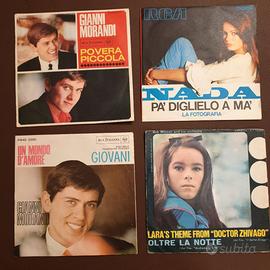 GIANNI
MORANDI
POVERA
PICCOLA
RCA
NADA
PA' DIGLIELO A MA'
LA FOTOGRAFIA
UN MONDO
D'AMORE
GIOVANI
GIANNI
MORANDI
LARA'S THEME FROM "DOCTOR ZHIVAGO"
OLTRE LA NOTTE
subito